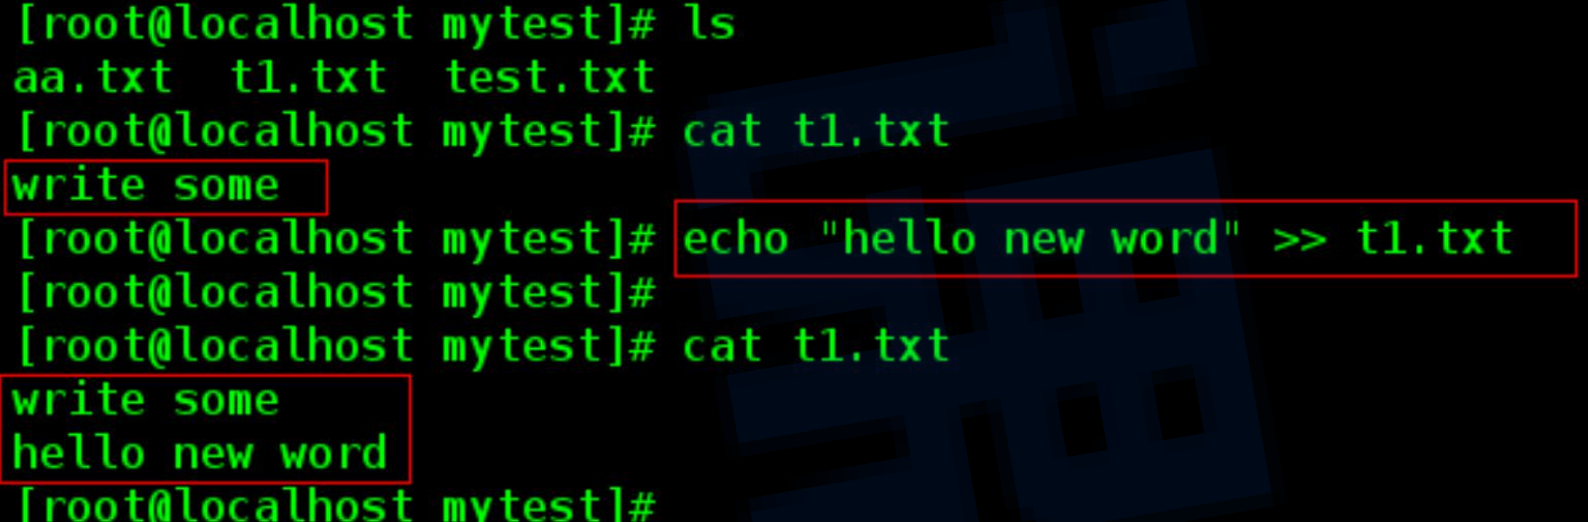 [root@localhost mytest]# ls
aa.txt  t1.txt  test.txt
[root@localhost mytest]# cat t1.txt
write some
[root@localhost mytest]# echo "hello new word" >> t1.txt
[root@localhost mytest]#
[root@localhost mytest]# cat t1.txt
write some
hello new word
[root@localhost mytest]#